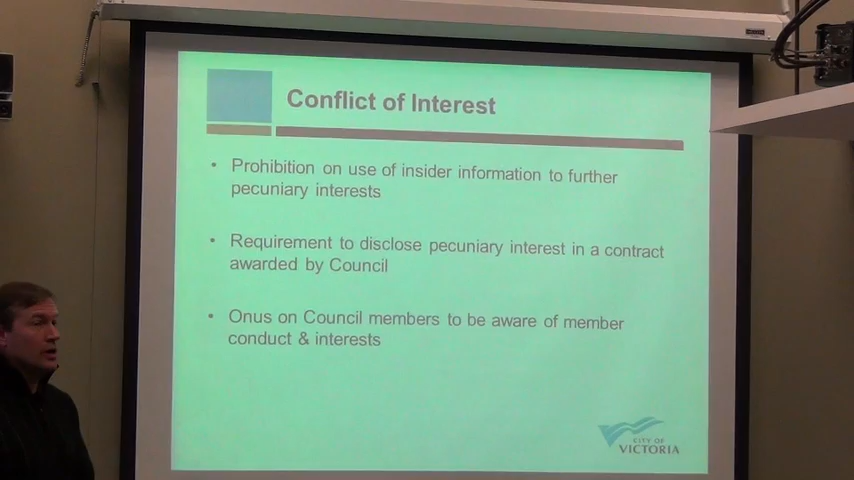 Conflict of Interest
• Prohibition on use of insider information to further
pecuniary interests
• Requirement to disclose pecuniary interest in a contract
awarded by Council
• Onus on Council members to be aware of member
conduct & interests
CITY OF
VICTORIA